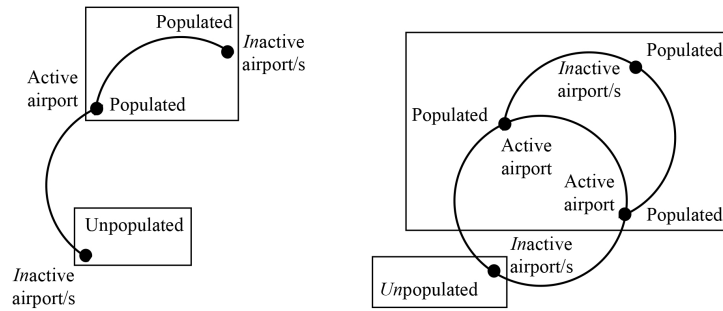 Populated
Inactive
airport/s
Active
airport
Populated
Unpopulated
Inactive
airport/s
Populated
Inactive
airport/s
Populated
Active
airport
Active
airport
Populated
Inactive
airport/s
Unpopulated